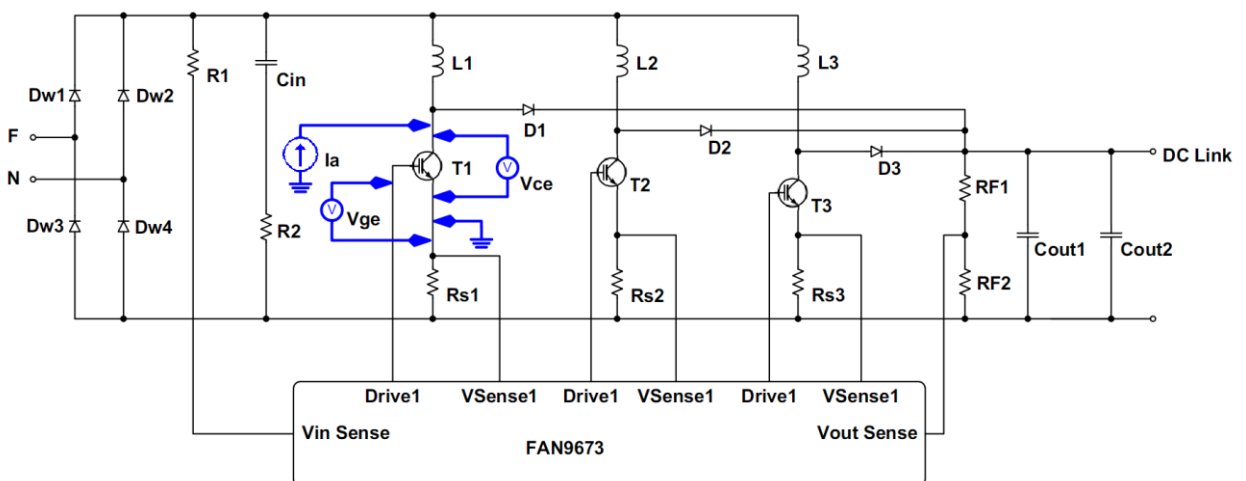 L1
L2
L3
R1
Cin
Dw1
Dw2
D1
F
D2
Ia
T1
DC Link
N
Vce
D3
T2
RF1
Vge
T3
Dw3
Dw4
R2
Cout1
Cout2
Rs1
Rs2
Rs3
RF2
V
V
Drive1
VSense1
Drive1
VSense1
Drive1
VSense1
Vin Sense
Vout Sense
FAN9673